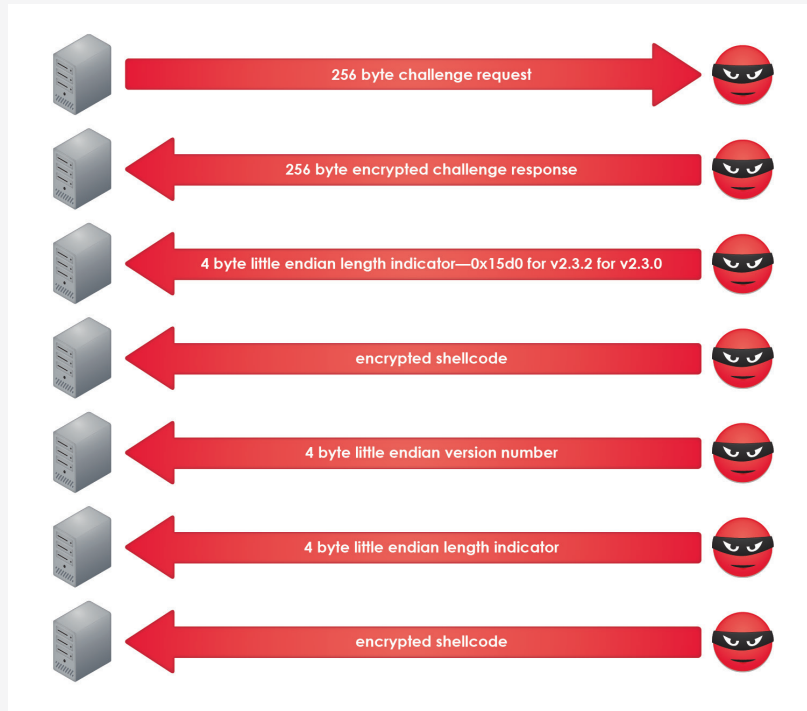 256 byte challenge request
256 byte encrypted challenge response
4 byte little endian length indicator—0x15d0 for v2.3.2 for v2.3.0
encrypted shellcode
4 byte little endian version number
4 byte little endian length indicator
encrypted shellcode